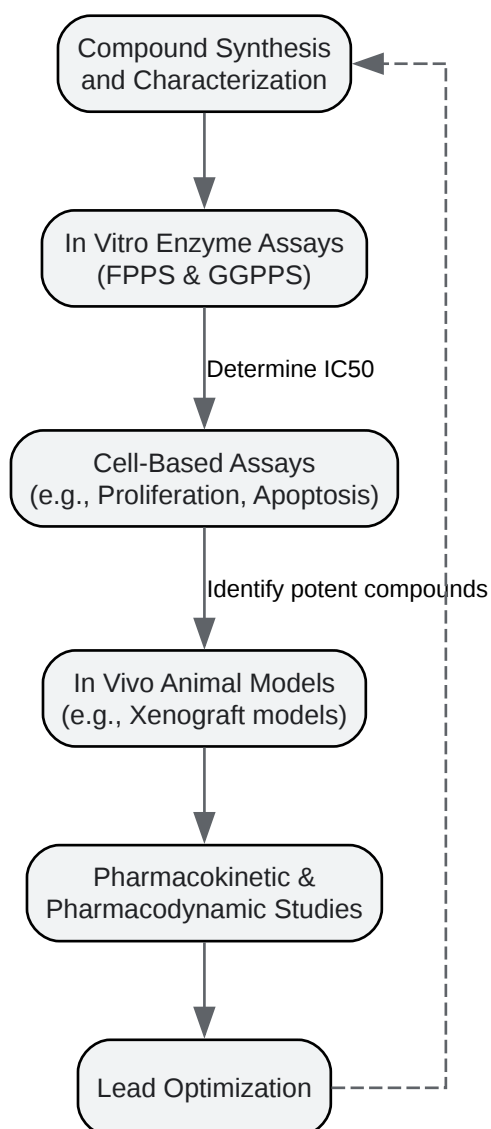 Compound Synthesis
and Characterization
In Vitro Enzyme Assays
(FPPS & GGPPS)
Determine IC50
Cell-Based Assays
(e.g., Proliferation, Apoptosis)
Identify potent compounds
In Vivo Animal Models
(e.g., Xenograft models)
Pharmacokinetic &
Pharmacodynamic Studies
Lead Optimization